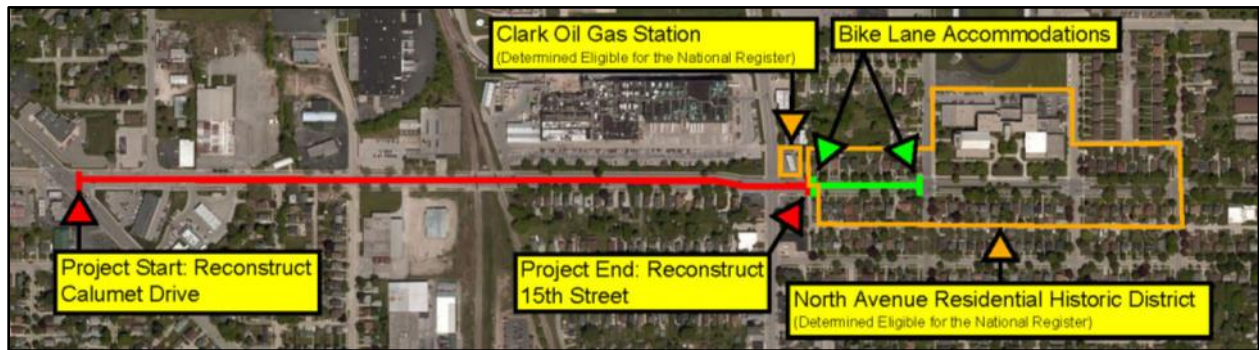 Clark Oil Gas Station
(Determined Eligible for the National Register)
Bike Lane Accommodations
Project Start: Reconstruct
Calumet Drive
Project End: Reconstruct
15th Street
North Avenue Residential Historic District
(Determined Eligible for the National Register)